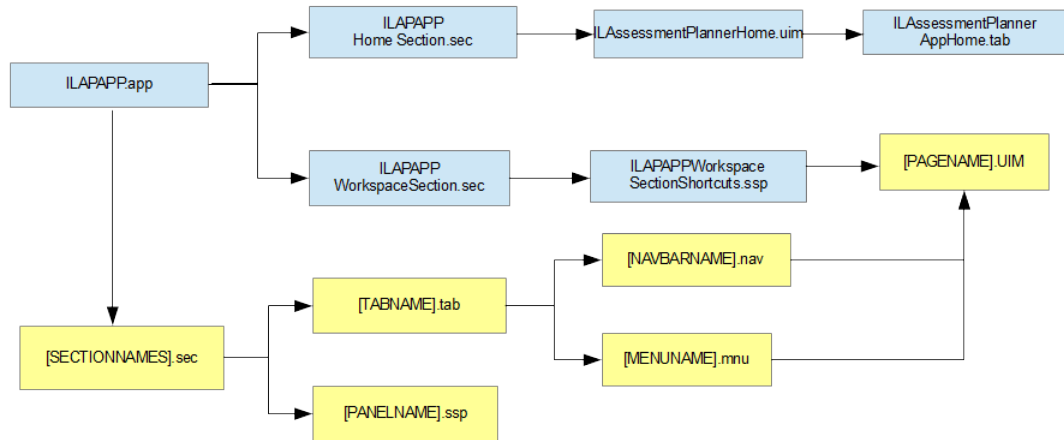 ILAPAPP
Home Section.sec
ILAssessmentPlannerHome.uim
ILAssessmentPlanner
AppHome.tab
ILAPAPP.app
ILAPAPP
WorkspaceSection.sec
ILAPAPPWorkspace
SectionShortcuts.ssp
[PAGENAME].UIM
[NAVBARNAME].nav
[TABNAME].tab
[SECTIONNAMES].sec
[MENUNAME].mnu
[PANELNAME].ssp